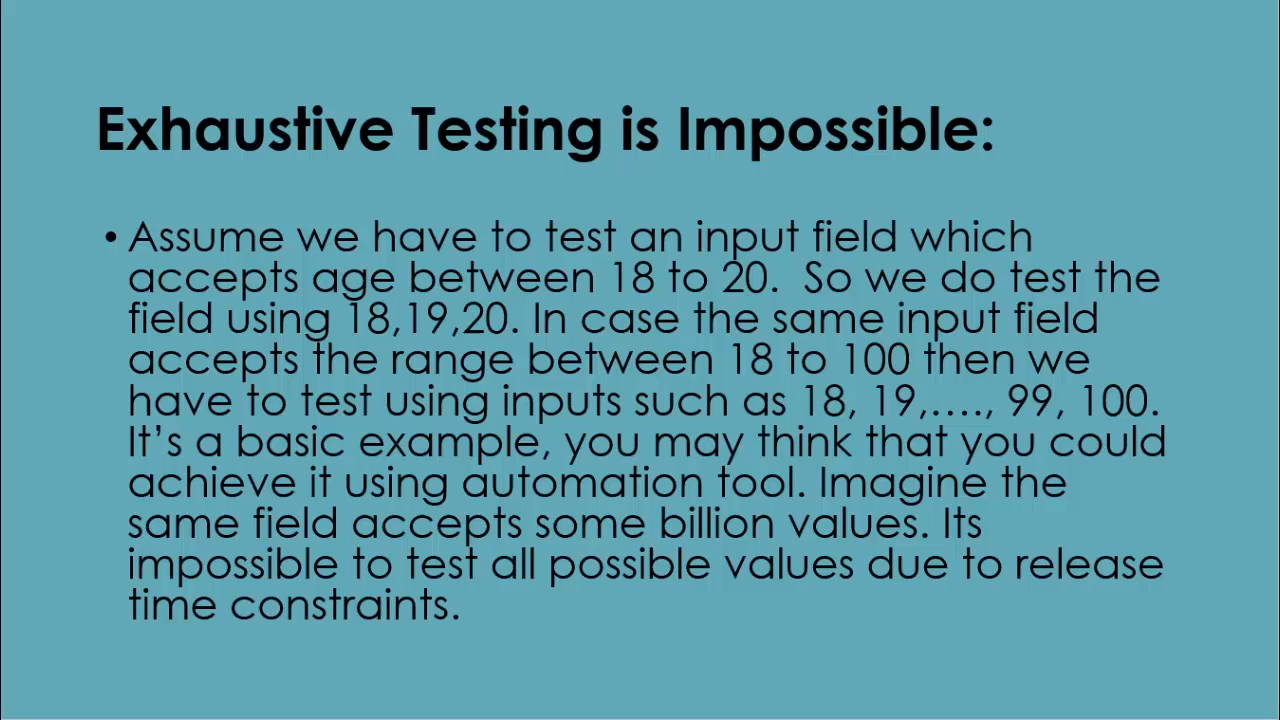 Exhaustive Testing is Impossible:
• Assume we have to test an input field which
accepts age between 18 to 20.  So we do test the
field using 18,19,20. In case the same input field
accepts the range between 18 to 100 then we
have to test using inputs such as 18, 19,...., 99, 100.
It’s a basic example, you may think that you could
achieve it using automation tool. Imagine the
same field accepts some billion values. Its
impossible to test all possible values due to release
time constraints.